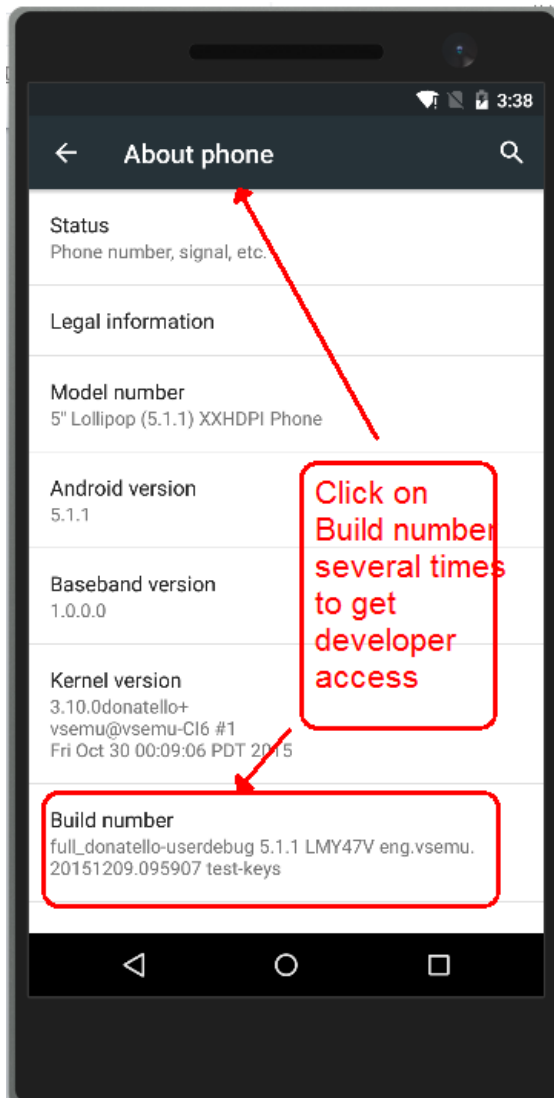 3:38
About phone
Status
Phone number, signal, etc.
Legal information
Model number
5" Lollipop (5.1.1) XXHDPI Phone
Android version
5.1.1
Baseband version
1.0.0.0
Kernel version
3.10.0donatello+
vsemu@vsemu-CI6 #1
Fri Oct 30 00:09:06 PDT 2015
Click on
Build number
several times
to get
developer
access
Build number
full_donatello-userdebug 5.1.1 LMY47V eng.vsemu.
20151209.095907 test-keys